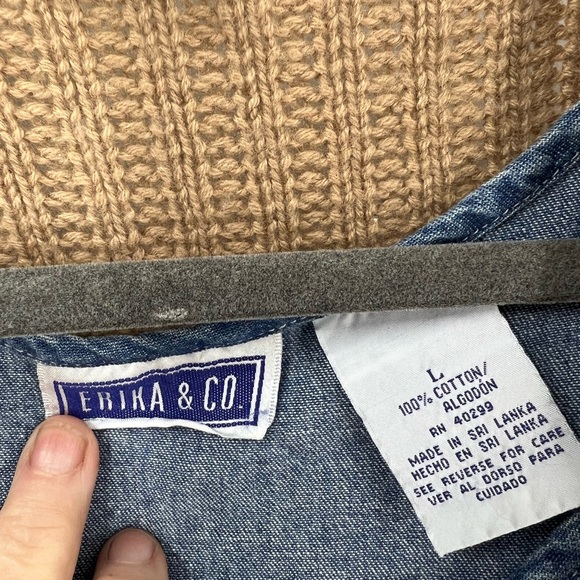 ERIKA & CO
L
100% COTTON/
ALGODÓN
RN 40299
MADE IN SRI LANKA
HECHO EN SRI LANKA
SEE REVERSE FOR CARE
VER AL DORSO PARA
CUIDADO